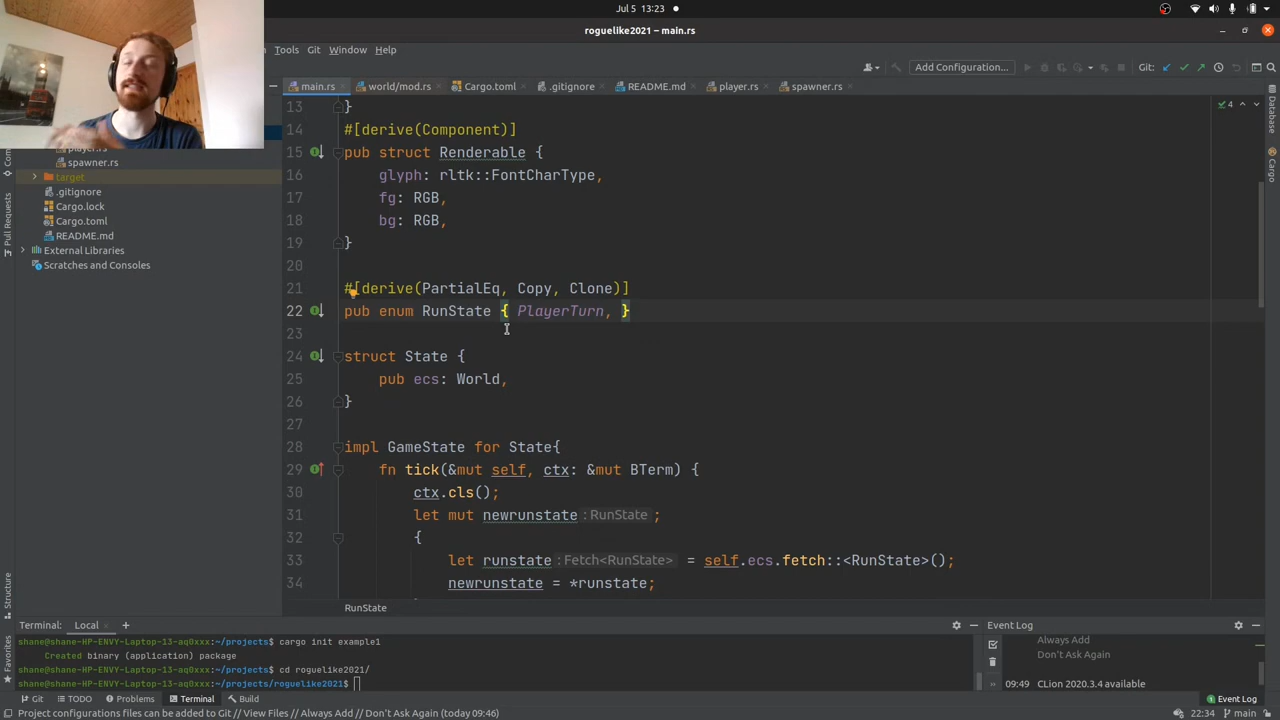 Jul 5 13:23
roguelike2021 – main.rs
Tools Git Window Help
Add Configuration...
Git:
main.rs
world/mod.rs
Cargo.toml
.gitignore
README.md
player.rs
spawner.rs
spawner.rs
target
.gitignore
Cargo.lock
Cargo.toml
README.md
External Libraries
Scratches and Consoles
Pull Requests
Structure
Favorites
Database
Cargo
4
13 }
14 #[derive(Component)]
15 pub struct Renderable {
16 glyph: rltk::FontCharType,
17 fg: RGB,
18 bg: RGB,
19 }
20
21 #[derive(PartialEq, Copy, Clone)]
22 pub enum RunState { PlayerTurn, }
23
24 struct State {
25 pub ecs: World,
26 }
27
28 impl GameState for State{
29 fn tick(&mut self, ctx: &mut BTerm) {
30 ctx.cls();
31 let mut newrunstate : RunState ;
32 {
33 let runstate : Fetch<RunState> = self.ecs.fetch::<RunState>();
34 newrunstate = *runstate;
RunState
Terminal: Local × +
shane@shane-HP-ENVY-Laptop-13-aq0xxx:~/projects$ cargo init example1
Created binary (application) package
shane@shane-HP-ENVY-Laptop-13-aq0xxx:~/projects$ cd roguelike2021/
shane@shane-HP-ENVY-Laptop-13-aq0xxx:~/projects/roguelike2021$
Event Log
Always Add
Don't Ask Again
09:49 CLion 2020.3.4 available
Git TODO Problems Terminal Build
Event Log
Project configurations files can be added to Git // View Files // Always Add // Don't Ask Again (today 09:46)
22:34 main